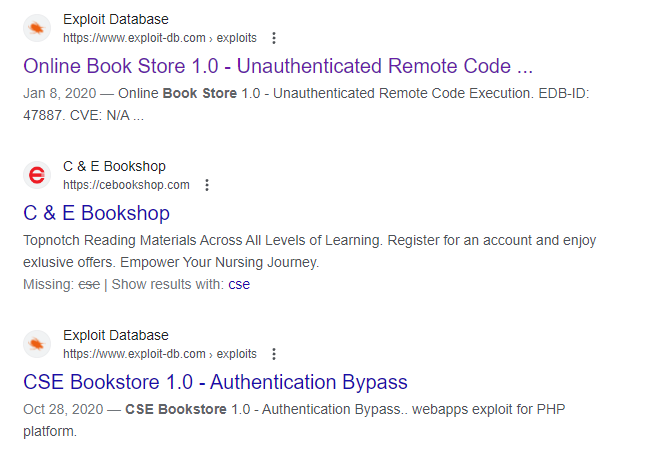 Exploit Database
https://www.exploit-db.com › exploits
Online Book Store 1.0 - Unauthenticated Remote Code ...
Jan 8, 2020 — Online Book Store 1.0 - Unauthenticated Remote Code Execution. EDB-ID:
47887. CVE: N/A ...
C & E Bookshop
https://cebookshop.com
C & E Bookshop
Topnotch Reading Materials Across All Levels of Learning. Register for an account and enjoy
exlusive offers. Empower Your Nursing Journey.
Missing: cse | Show results with: cse
Exploit Database
https://www.exploit-db.com › exploits
CSE Bookstore 1.0 - Authentication Bypass
Oct 28, 2020 — CSE Bookstore 1.0 - Authentication Bypass.. webapps exploit for PHP
platform.